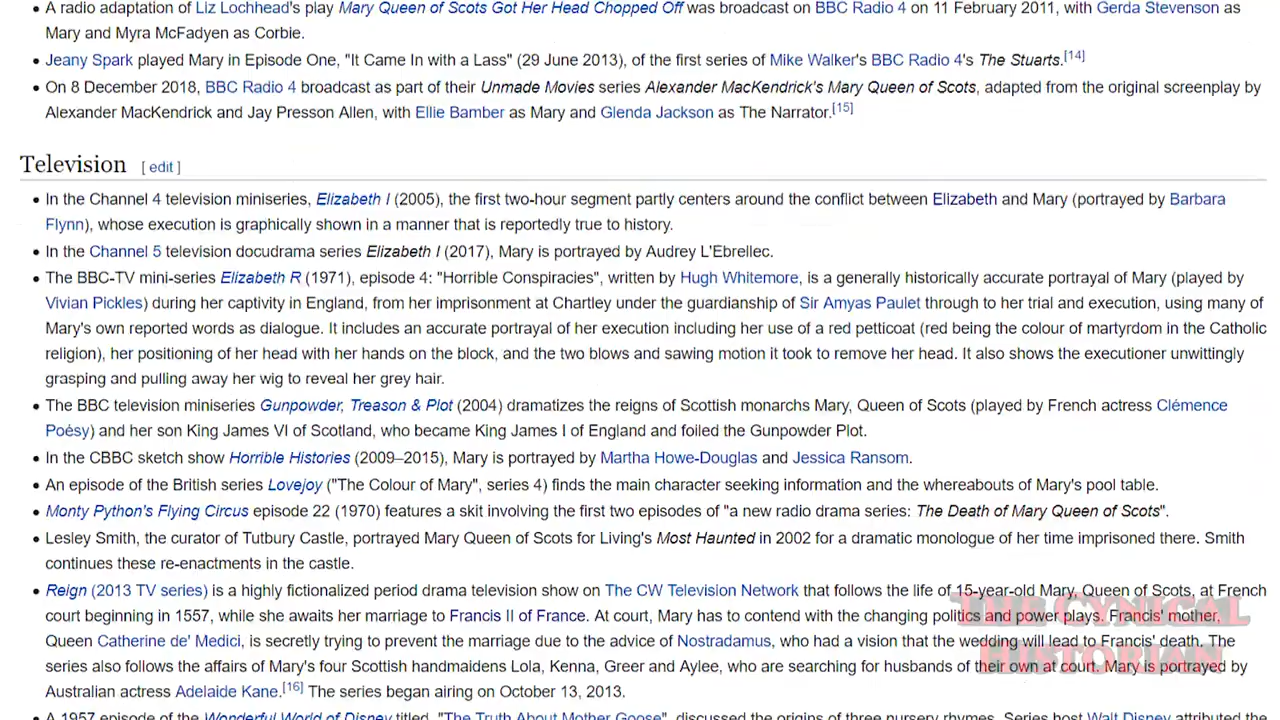 • A radio adaptation of Liz Lochhead's play Mary Queen of Scots Got Her Head Chopped Off was broadcast on BBC Radio 4 on 11 February 2011, with Gerda Stevenson as
Mary and Myra McFadyen as Corbie.
• Jeany Spark played Mary in Episode One, "It Came In with a Lass" (29 June 2013), of the first series of Mike Walker's BBC Radio 4's The Stuarts.[14]
• On 8 December 2018, BBC Radio 4 broadcast as part of their Unmade Movies series Alexander MacKendrick's Mary Queen of Scots, adapted from the original screenplay by
Alexander MacKendrick and Jay Presson Allen, with Ellie Bamber as Mary and Glenda Jackson as The Narrator.[15]
Television [ edit ]
• In the Channel 4 television miniseries, Elizabeth I (2005), the first two-hour segment partly centers around the conflict between Elizabeth and Mary (portrayed by Barbara
Flynn), whose execution is graphically shown in a manner that is reportedly true to history.
• In the Channel 5 television docudrama series Elizabeth I (2017), Mary is portrayed by Audrey L'Ebrellec.
• The BBC-TV mini-series Elizabeth R (1971), episode 4: "Horrible Conspiracies", written by Hugh Whitemore, is a generally historically accurate portrayal of Mary (played by
Vivian Pickles) during her captivity in England, from her imprisonment at Chartley under the guardianship of Sir Amyas Paulet through to her trial and execution, using many of
Mary's own reported words as dialogue. It includes an accurate portrayal of her execution including her use of a red petticoat (red being the colour of martyrdom in the Catholic
religion), her positioning of her head with her hands on the block, and the two blows and sawing motion it took to remove her head. It also shows the executioner unwittingly
grasping and pulling away her wig to reveal her grey hair.
• The BBC television miniseries Gunpowder, Treason & Plot (2004) dramatizes the reigns of Scottish monarchs Mary, Queen of Scots (played by French actress Clémence
Poésy) and her son King James VI of Scotland, who became King James I of England and foiled the Gunpowder Plot.
• In the CBBC sketch show Horrible Histories (2009–2015), Mary is portrayed by Martha Howe-Douglas and Jessica Ransom.
• An episode of the British series Lovejoy ("The Colour of Mary", series 4) finds the main character seeking information and the whereabouts of Mary's pool table.
• Monty Python's Flying Circus episode 22 (1970) features a skit involving the first two episodes of "a new radio drama series: The Death of Mary Queen of Scots".
• Lesley Smith, the curator of Tutbury Castle, portrayed Mary Queen of Scots for Living's Most Haunted in 2002 for a dramatic monologue of her time imprisoned there. Smith
continues these re-enactments in the castle.
• Reign (2013 TV series) is a highly fictionalized period drama television show on The CW Television Network that follows the life of 15-year-old Mary, Queen of Scots, at French
court beginning in 1557, while she awaits her marriageto Francis II of France. At court, Mary has to contend with the changing politics and power plays. Francis' mother,
Queen Catherine de' Medici, is secretly trying to prevent the marriage due to the advice of Nostradamus, who had a vision that the wedding will lead to Francis' death. The
series also follows the affairs of Mary's four Scottish handmaidens Lola, Kenna, Greer and Aylee, who are searching for husbands of their own at court. Mary is portrayed by
Australian actress Adelaide Kane.[16] The series began airing on October 13, 2013.
• A 1957 episode of the Wonderful World of Disney titled, "The Truth About Mother Goose", discussed the origins of three nursery rhymes. Series host Walt Disney attributed the
THE CYNICAL
HISTORIAN